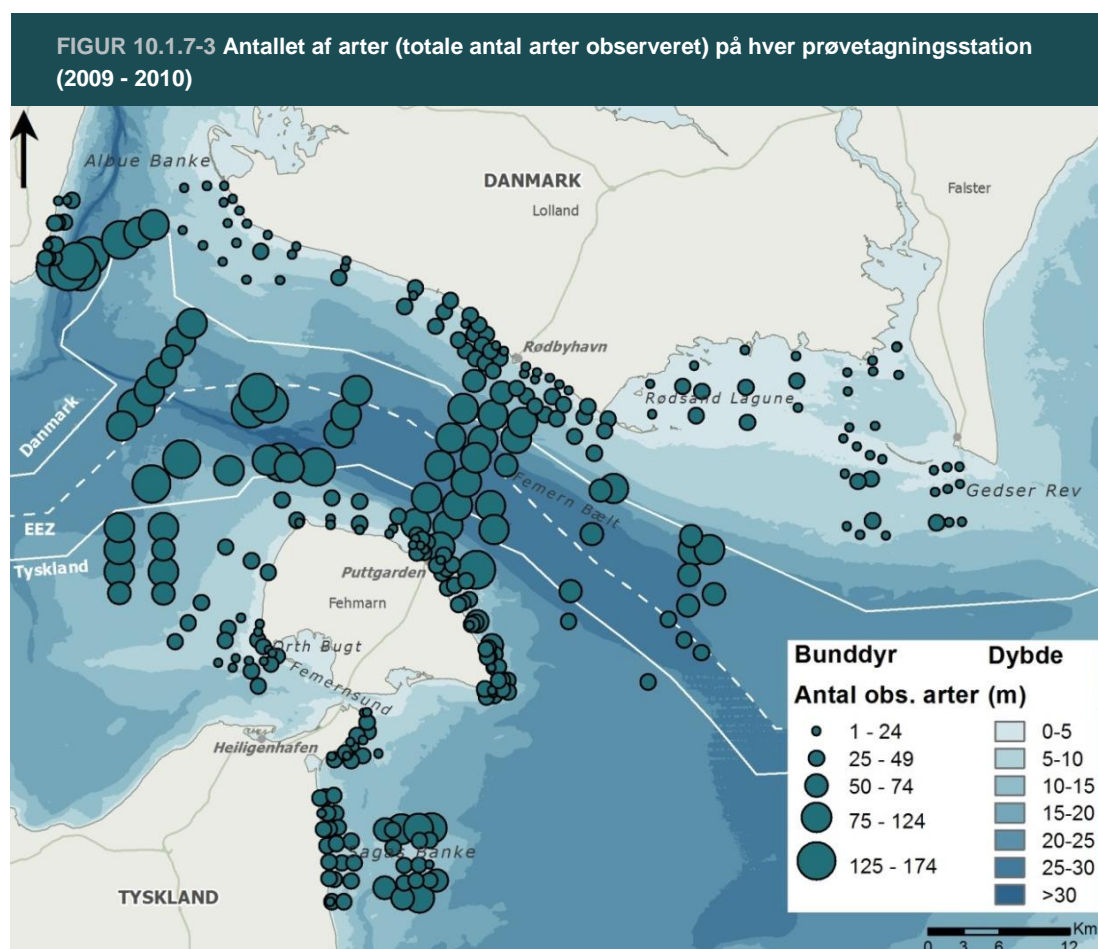 FIGUR 10.1.7-3 Antallet af arter (totale antal arter observeret) på hver prøvetagningsstation
(2009 - 2010)
Albue Banke
DANMARK
Lolland
Falster
Rødbyhavn
Rødsand Lagune
Danmark
Femern Bælt
Gedser Rev
EEZ
Tyskland
Puttgarden
Fehmarn
Orth Bugt
Femernsund
Heiligenhafen
Sagas Banke
TYSKLAND
Bunddyr
Antal obs. arter
1 - 24
25 - 49
50 - 74
75 - 124
125 - 174
Dybde
(m)
0-5
5-10
10-15
15-20
20-25
25-30
>30
Km
0 3 6 12